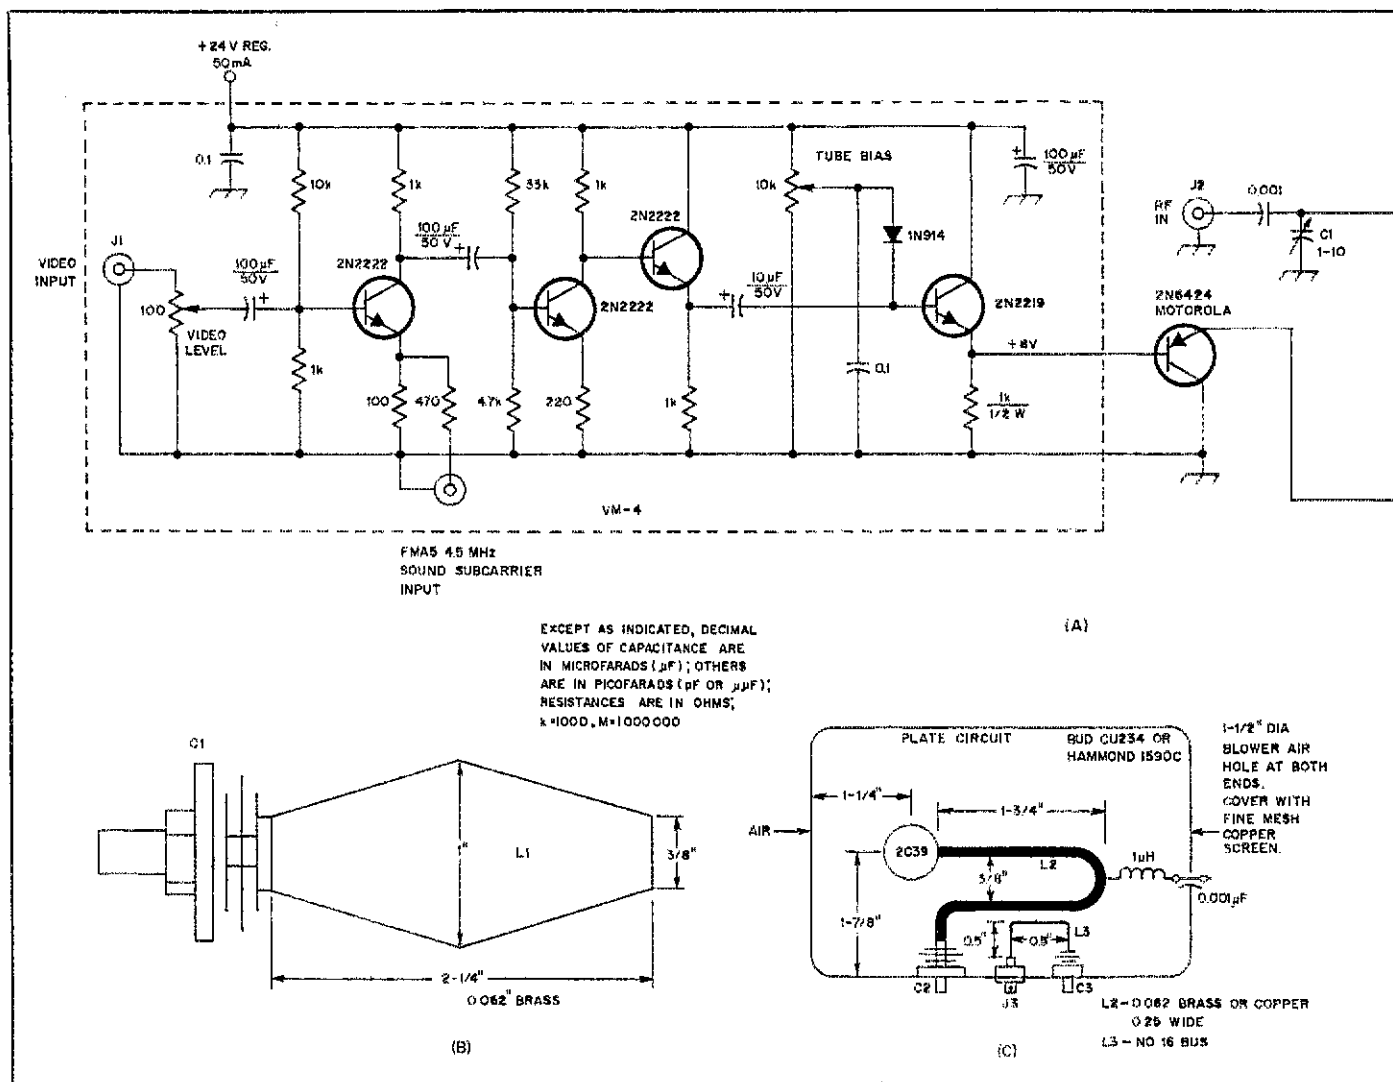 +24V REG.
50mA
0.1
10k
1k
33k
1k
TUBE BIAS
10k
100µF
50V
J2
0.001
RF
IN
C1
1-10
J1
VIDEO
INPUT
100
VIDEO
LEVEL
100µF
50V
2N2222
100µF
50V
2N2222
2N2222
10µF
50V
1N914
2N2219
2N6424
MOTOROLA
+8V
1k
100
470
4.7k
220
1k
0.1
1k
1/2 W
VM-4
FMA5 4.5 MHz
SOUND SUBCARRIER
INPUT
(A)
EXCEPT AS INDICATED, DECIMAL
VALUES OF CAPACITANCE ARE
IN MICROFARADS (µF); OTHERS
ARE IN PICOFARADS (pF OR µµF);
RESISTANCES ARE IN OHMS;
k=1000, M=1000000
C1
1"
L1
3/8"
2-1/4"
0.062" BRASS
(B)
PLATE CIRCUIT
BUD CU234 OR
HAMMOND 1590C
1-1/2" DIA
BLOWER AIR
HOLE AT BOTH
ENDS.
COVER WITH
FINE MESH
COPPER
SCREEN.
1-1/4"
1-3/4"
AIR
2C39
L2
3/8"
1µH
0.001µF
1-7/8"
0.5"
0.5"
L3
C2
J3
C3
L2-0.062 BRASS OR COPPER
0.25 WIDE
L3-NO 16 BUS
(C)